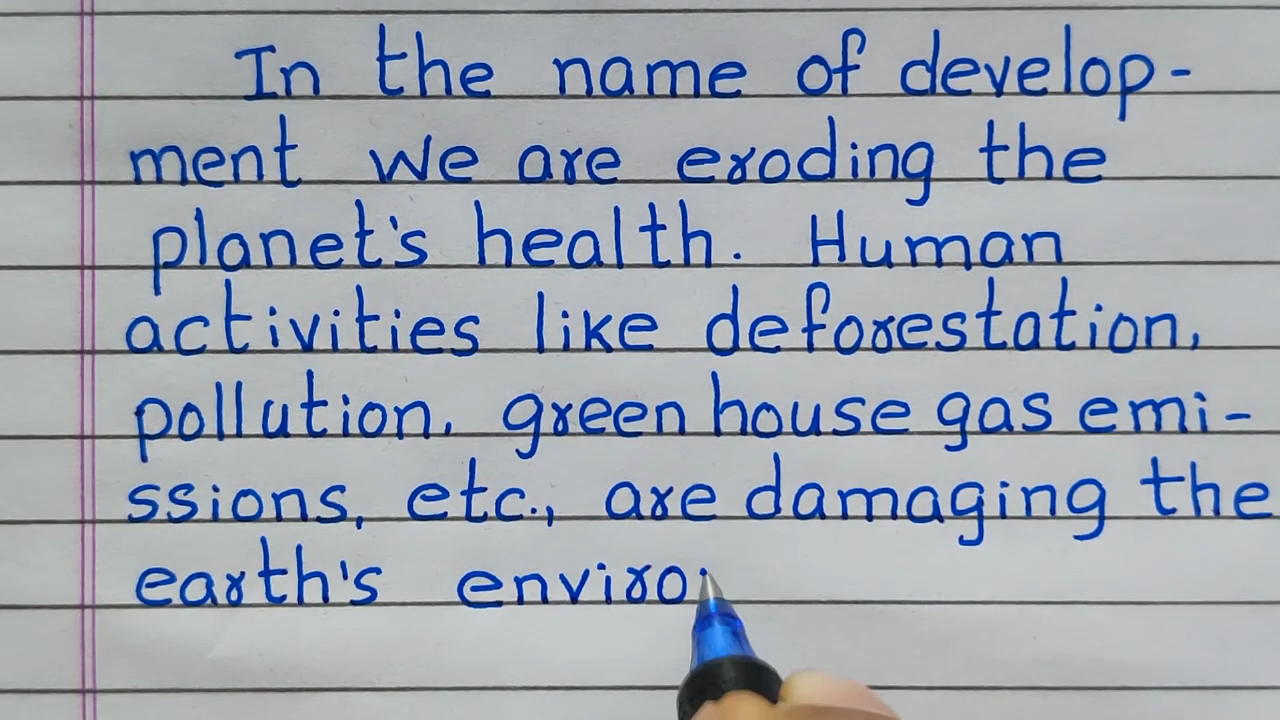 In the name of develop-
ment we are eroding the
planet's health. Human
activities like deforestation,
pollution, green house gas emi-
ssions, etc., are damaging the
earth's enviro